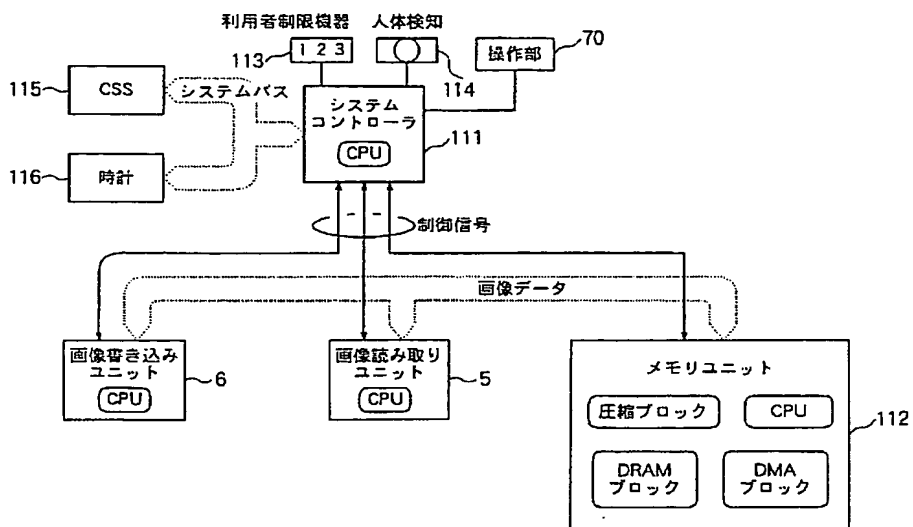 利用者制限機器
人体検知
113
1 2 3
114
操作部
70
115
CSS
システムバス
システム
コントローラ
CPU
111
116
時計
制御信号
画像データ
画像書き込み
ユニット
CPU
6
画像読み取り
ユニット
CPU
5
メモリユニット
圧縮ブロック
CPU
DRAM
ブロック
DMA
ブロック
112